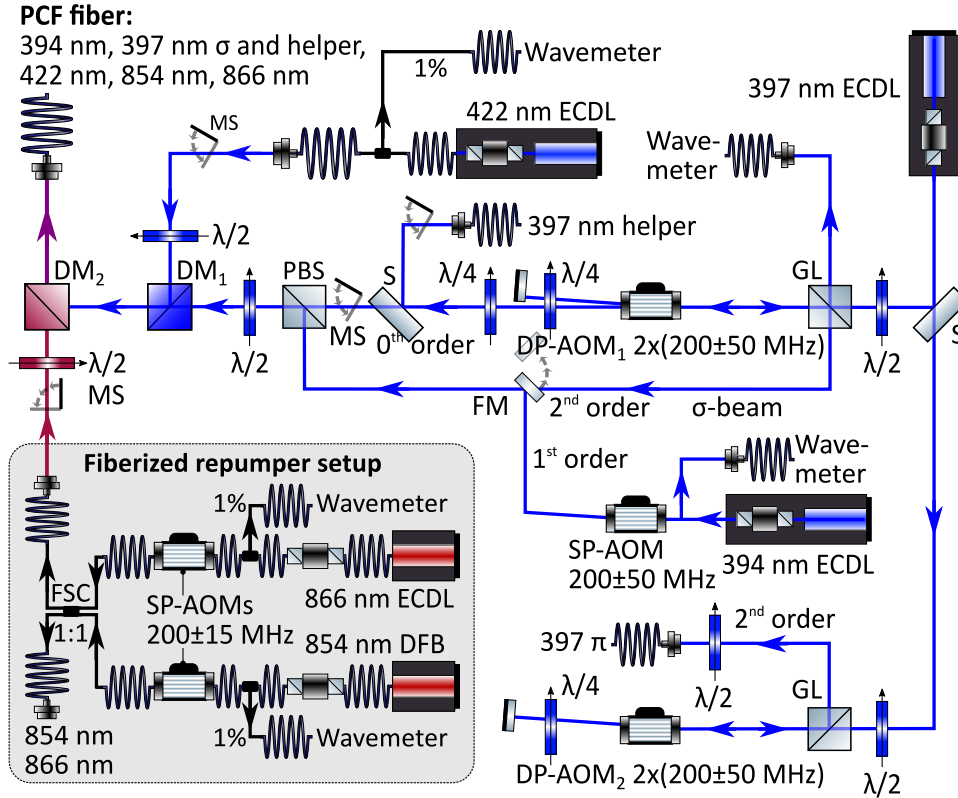 PCF fiber:
394 nm, 397 nm σ and helper,
422 nm, 854 nm, 866 nm
Wavemeter
1%
422 nm ECDL
397 nm ECDL
MS
Wave-
meter
397 nm helper
λ/2
DM₂
DM₁
PBS
S
λ/4
λ/4
GL
MS
0th order
λ/2
DP-AOM₁ 2x(200±50 MHz)
λ/2
S
λ/2
MS
FM
2nd order
σ-beam
1st order
Wave-
meter
SP-AOM
200±50 MHz
394 nm ECDL
Fiberized repumper setup
1%
Wavemeter
FSC
1:1
SP-AOMs
200±15 MHz
866 nm ECDL
854 nm DFB
1%
Wavemeter
854 nm
866 nm
2nd order
397 π
λ/2
λ/4
GL
DP-AOM₂ 2x(200±50 MHz)
λ/2